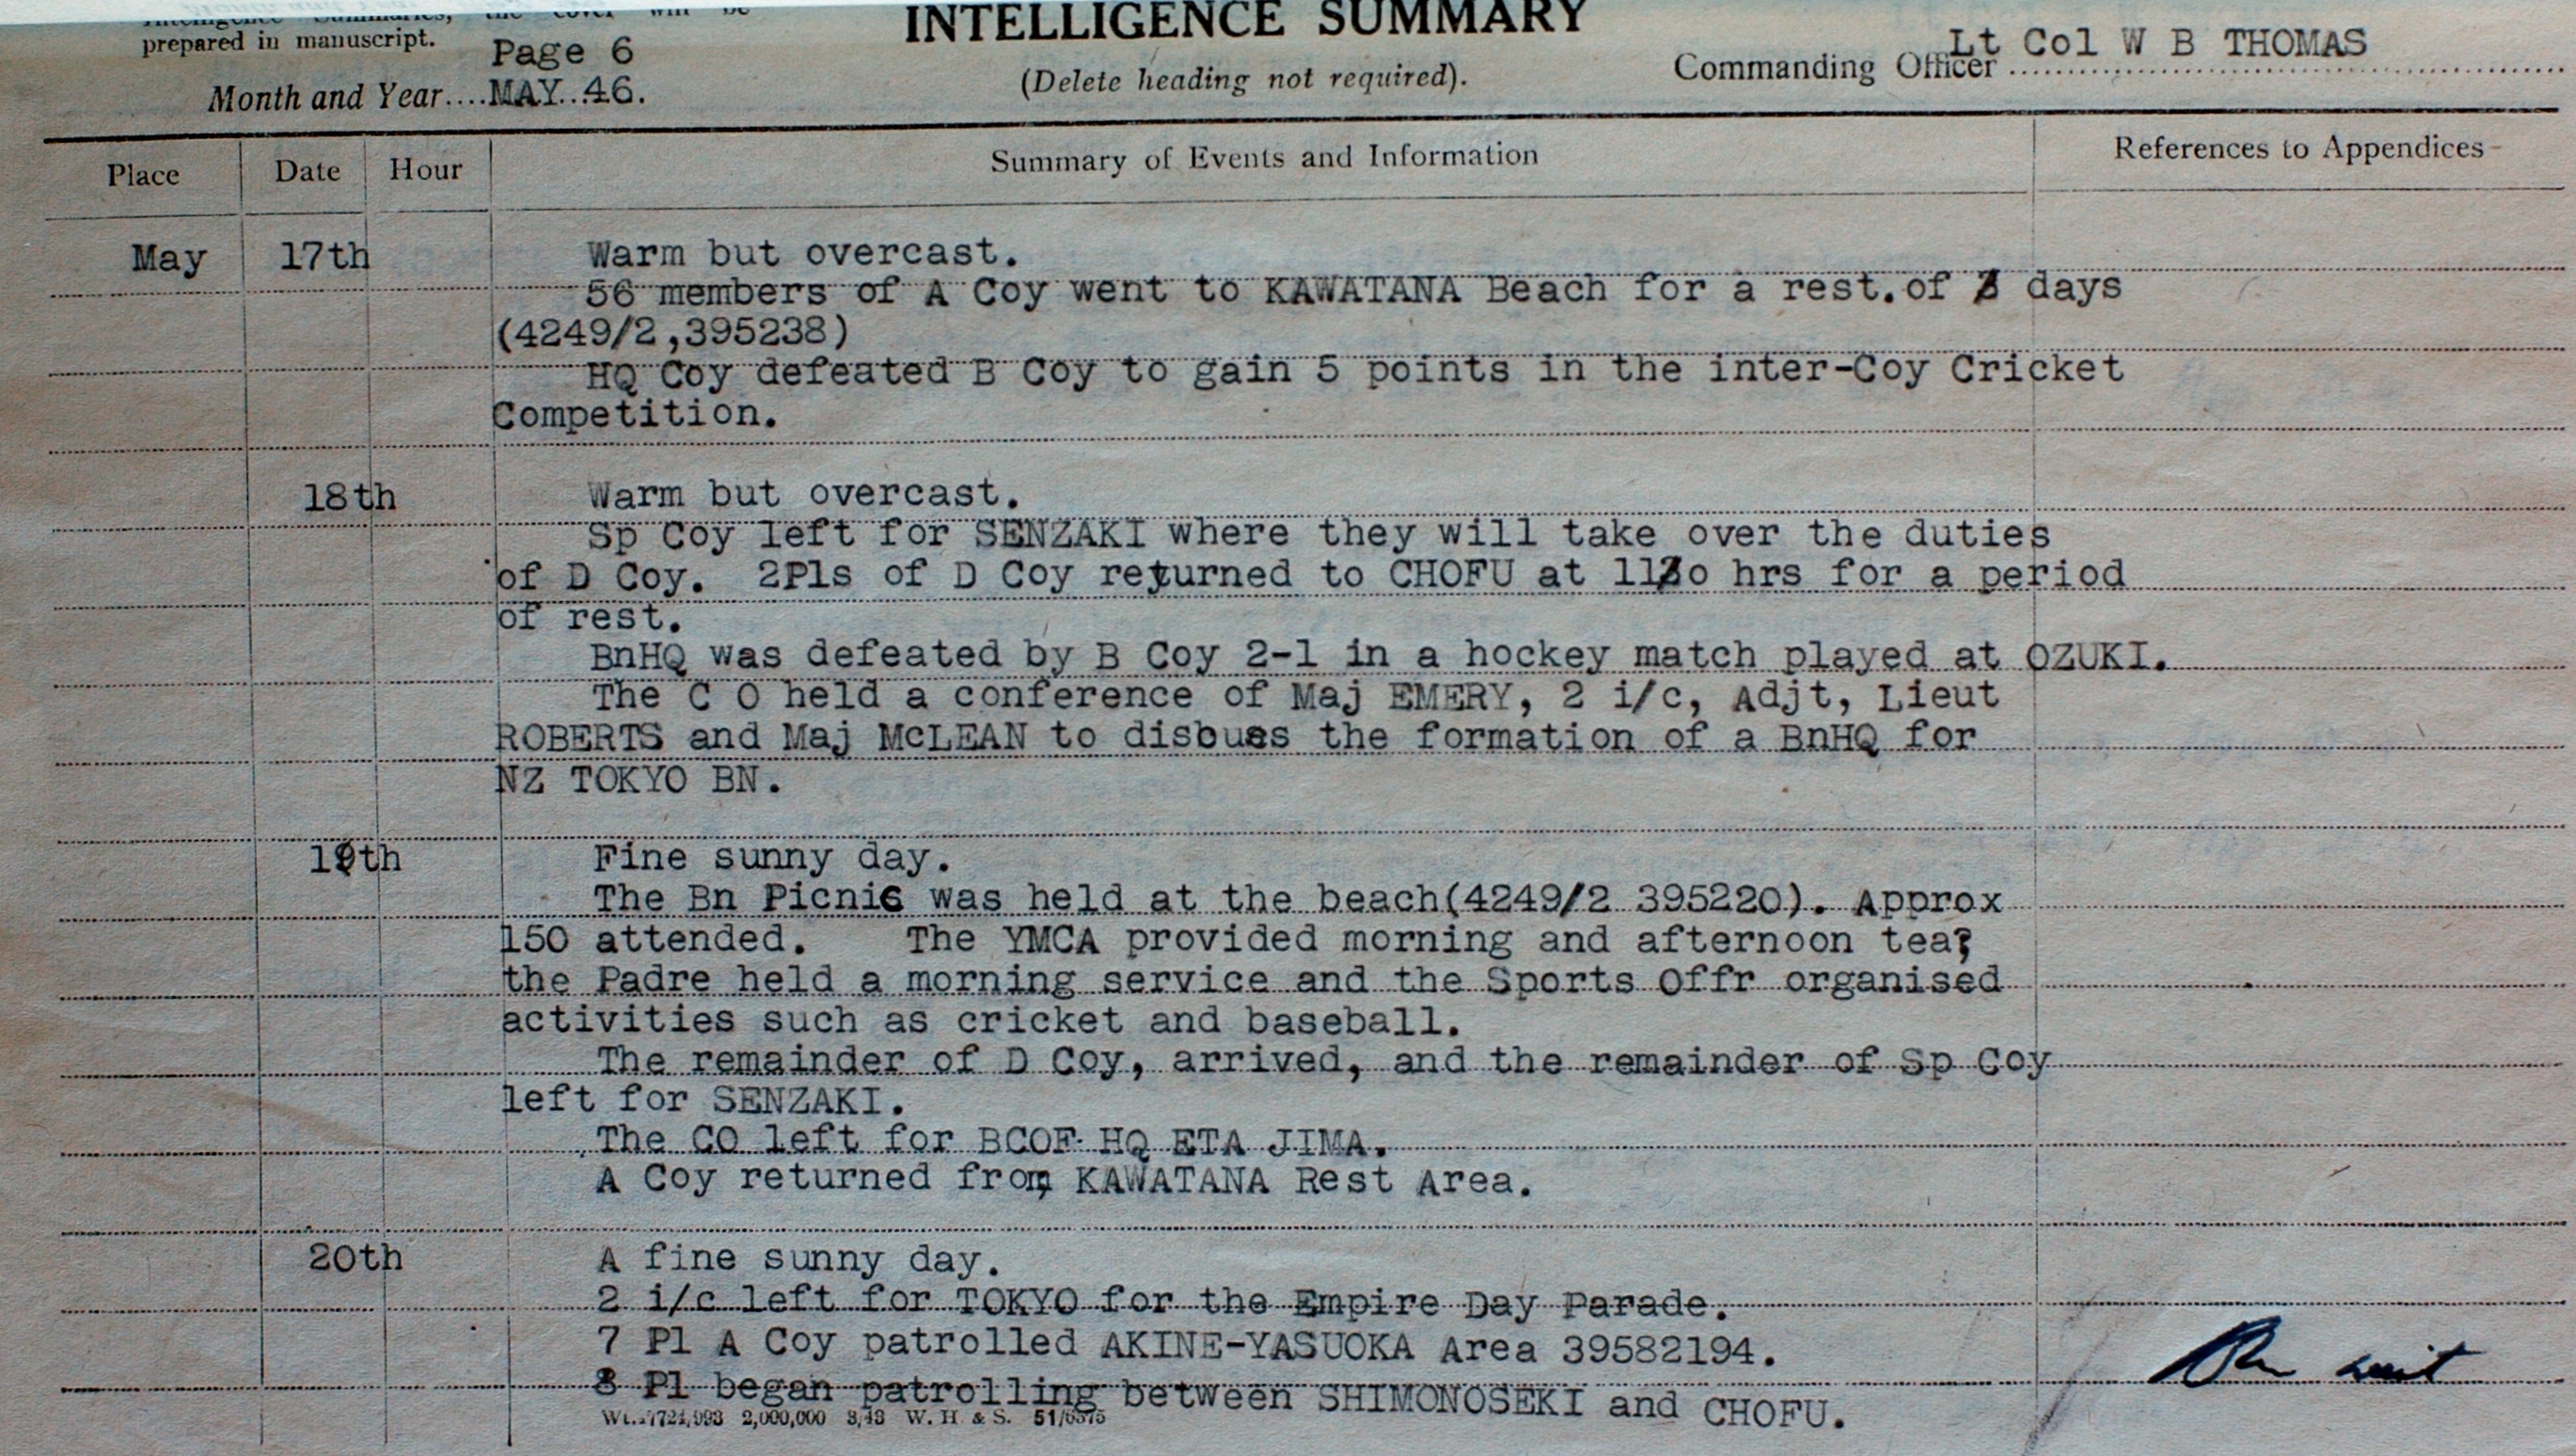 prepared in manuscript.
Page 6
INTELLIGENCE SUMMARY
(Delete heading not required).
Commanding Officer Lt Col W B THOMAS
Month and Year....MAY..46.
Place Date Hour Summary of Events and Information References to Appendices
May 17th Warm but overcast.
56 members of A Coy went to KAWATANA Beach for a rest.of days
(4249/2,395238)
HQ Coy defeated B Coy to gain 5 points in the inter-Coy Cricket
Competition.
18th Warm but overcast.
Sp Coy left for SENZAKI where they will take over the duties
of D Coy. 2Pls of D Coy returned to CHOFU at hrs for a period
of rest.
BnHQ was defeated by B Coy 2-1 in a hockey match played at OZUKI.
The C O held a conference of Maj EMERY, 2 i/c, Adjt, Lieut
ROBERTS and Maj McLEAN to disbuss the formation of a BnHQ for
NZ TOKYO BN.
19th Fine sunny day.
The Bn Picnic was held at the beach(4249/2 395220). Approx
150 attended. The YMCA provided morning and afternoon tea;
the Padre held a morning service and the Sports Offr organised
activities such as cricket and baseball.
The remainder of D Coy, arrived, and the remainder of Sp Coy
left for SENZAKI.
The CO left for BCOF HQ ETA JIMA.
A Coy returned from KAWATANA Rest Area.
20th A fine sunny day.
2 i/c left for TOKYO for the Empire Day Parade.
7 Pl A Coy patrolled AKINE-YASUOKA Area 39582194.
8 Pl began patrolling between SHIMONOSEKI and CHOFU.
2,000,000 W. H. & S.